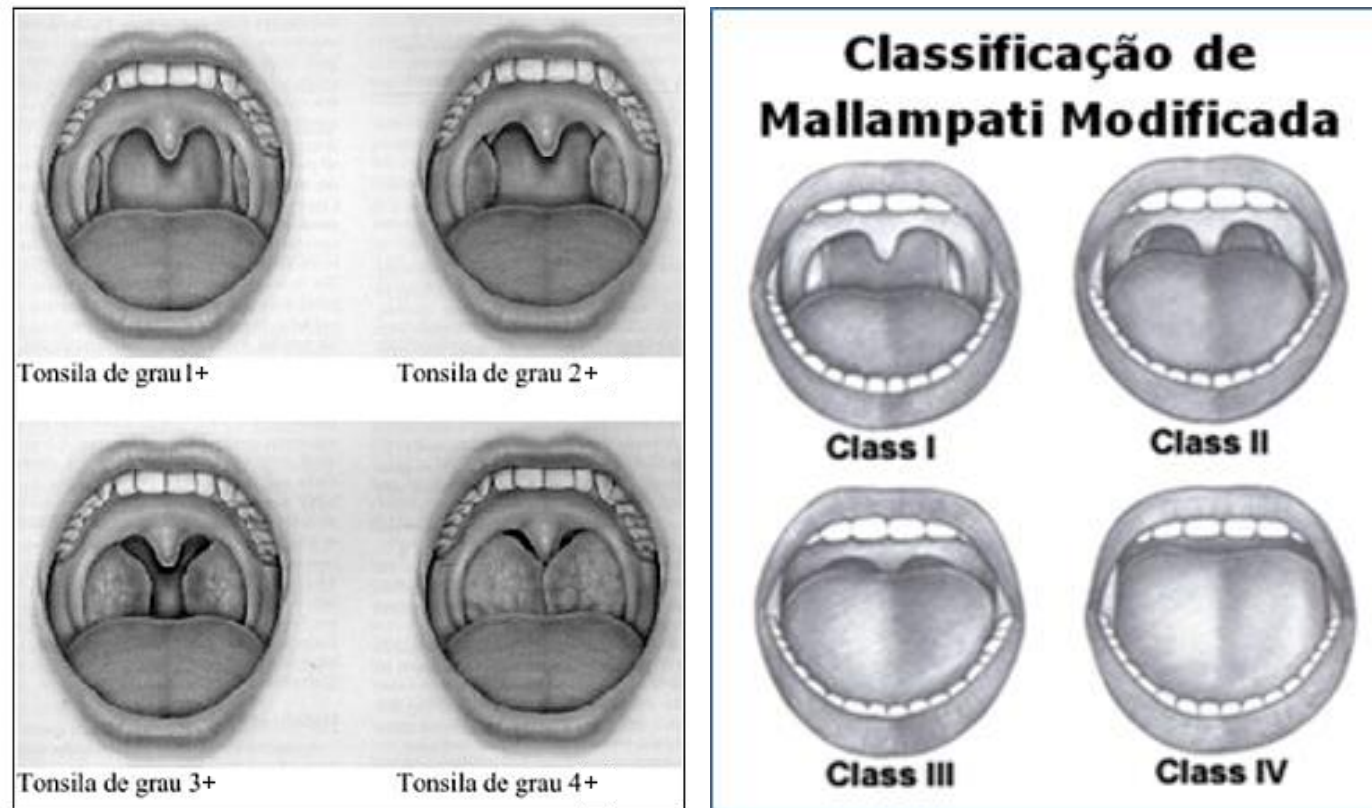 Tonsila de grau1+
Tonsila de grau 2+
Tonsila de grau 3+
Tonsila de grau 4+
Classificação de
Mallampati Modificada
Class I
Class II
Class III
Class IV